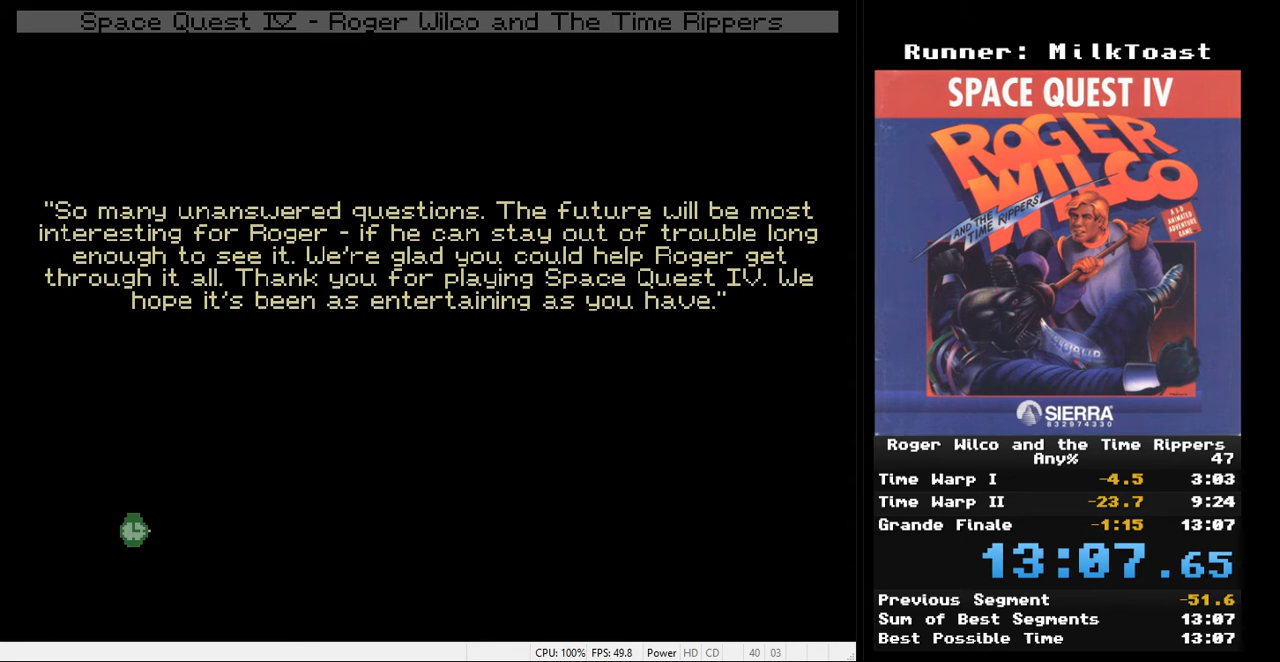 Space Quest IV - Roger Wilco and The Time Rippers
"So many unanswered questions. The future will be most
interesting for Roger - if he can stay out of trouble long
enough to see it. We're glad you could help Roger get
through it all. Thank you for playing Space Quest IV. We
hope it's been as entertaining as you have."
CPU: 100% FPS: 49.8 Power HD CD 40 03
Runner: MilkToast
SPACE QUEST IV
ROGER
WILCO
AND THE
TIME RIPPERS
A 3-D
ANIMATED
ADVENTURE
GAME
SIERRA
632974330
Roger Wilco and the Time Rippers
Any% 47
Time Warp I -4.5 3:03
Time Warp II -23.7 9:24
Grande Finale -1:15 13:07
13:07.65
Previous Segment -51.6
Sum of Best Segments 13:07
Best Possible Time 13:07